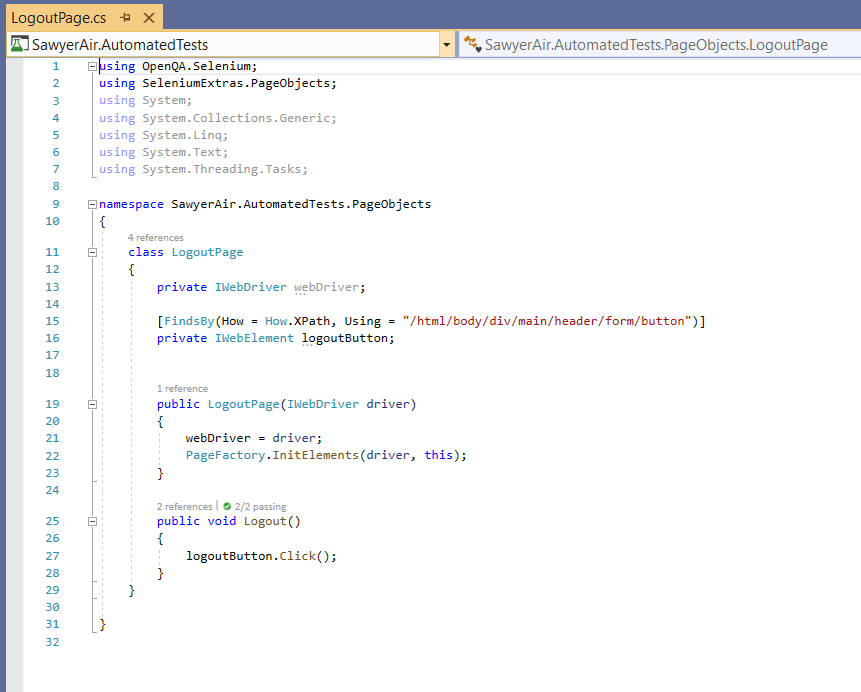 LogoutPage.cs
SawyerAir.AutomatedTests SawyerAir.AutomatedTests.PageObjects.LogoutPage
1 using OpenQA.Selenium;
2 using SeleniumExtras.PageObjects;
3 using System;
4 using System.Collections.Generic;
5 using System.Linq;
6 using System.Text;
7 using System.Threading.Tasks;
8
9 namespace SawyerAir.AutomatedTests.PageObjects
10 {
4 references
11 class LogoutPage
12 {
13 private IWebDriver webDriver;
14
15 [FindsBy(How = How.XPath, Using = "/html/body/div/main/header/form/button")]
16 private IWebElement logoutButton;
17
18
1 reference
19 public LogoutPage(IWebDriver driver)
20 {
21 webDriver = driver;
22 PageFactory.InitElements(driver, this);
23 }
24
2 references | 2/2 passing
25 public void Logout()
26 {
27 logoutButton.Click();
28 }
29 }
30
31 }
32